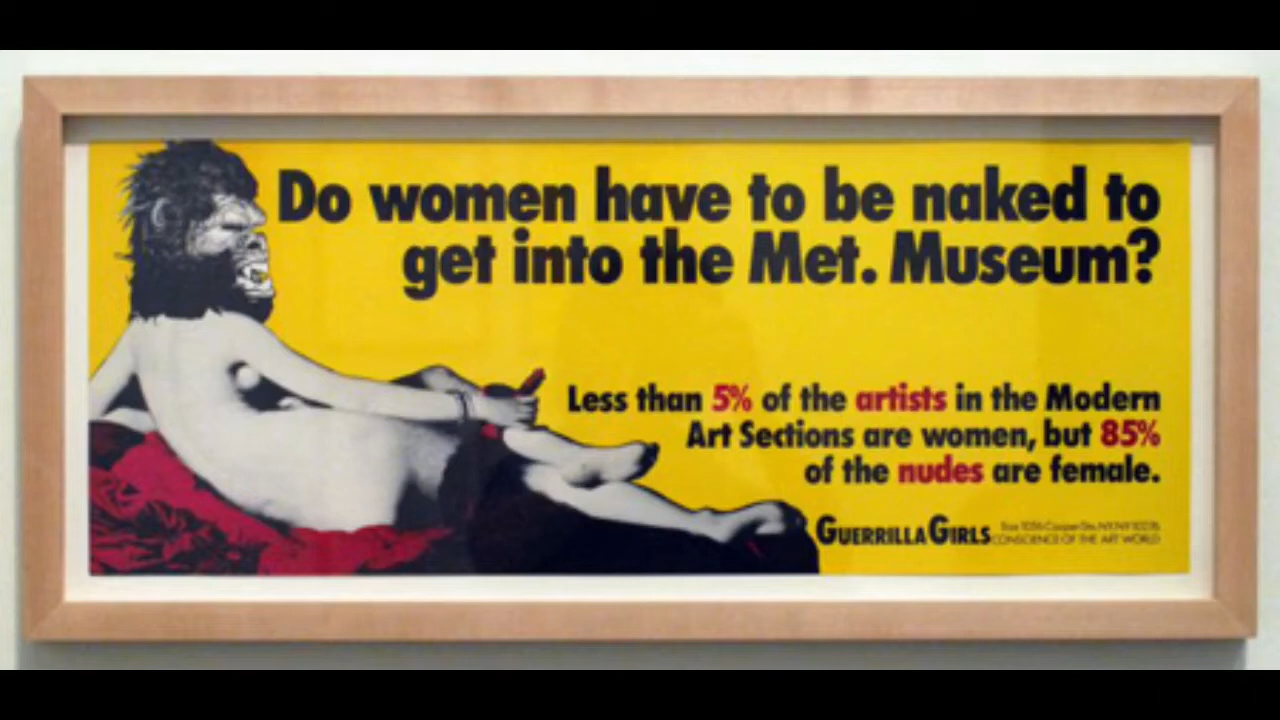 Do women have to be naked to
get into the Met. Museum?
Less than 5% of the artists in the Modern
Art Sections are women, but 85%
of the nudes are female.
GUERRILLA GIRLS
CONSCIENCE OF THE ART WORLD